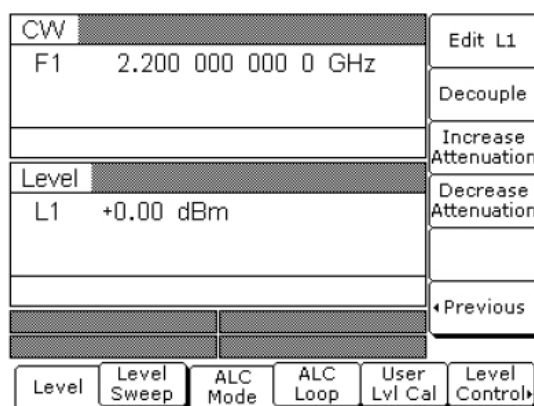 CW
F1 2.200 000 000 0 GHz
Level
L1 +0.00 dBm
Edit L1
Decouple
Increase
Attenuation
Decrease
Attenuation
◂Previous
Level
Level
Sweep
ALC
Mode
ALC
Loop
User
Lvl Cal
Level
Control▸